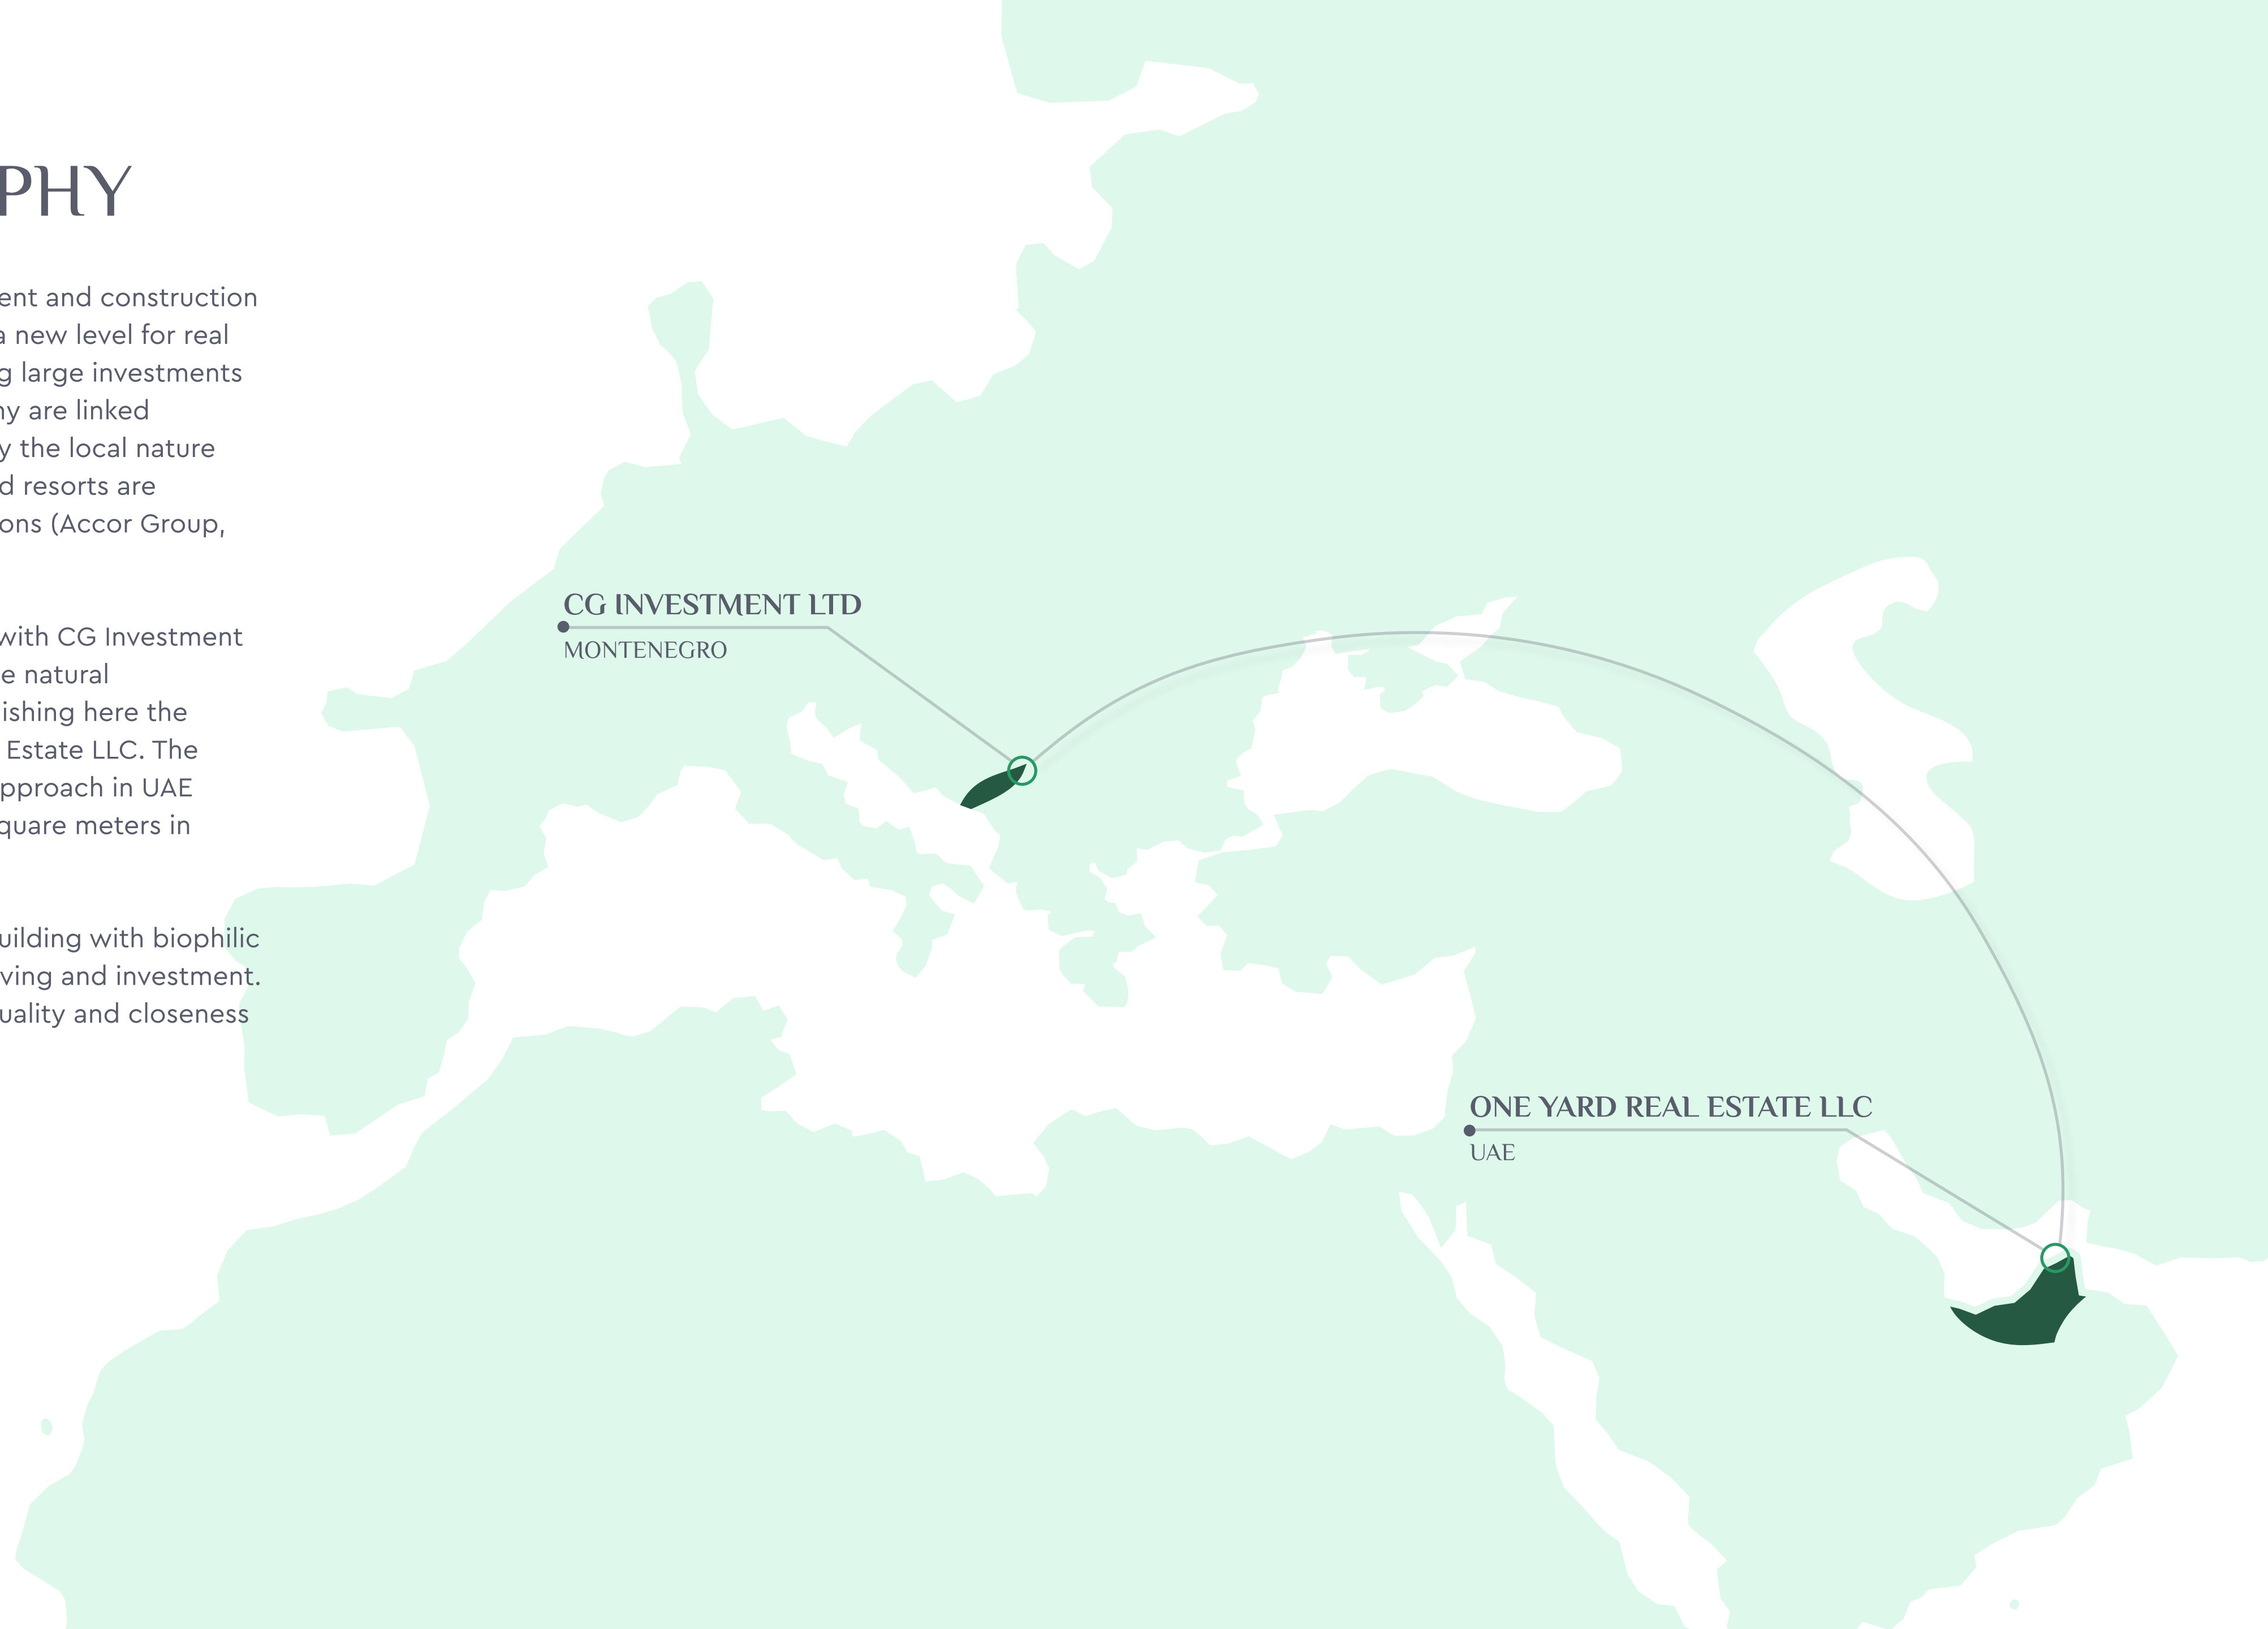 PHY
ent and construction
a new level for real
g large investments
ny are linked
y the local nature
d resorts are
ons (Accor Group,
with CG Investment
e natural
ishing here the
Estate LLC. The
pproach in UAE
quare meters in
uilding with biophilic
ving and investment.
uality and closeness
CG INVESTMENT LTD
MONTENEGRO
ONE YARD REAL ESTATE LLC
UAE